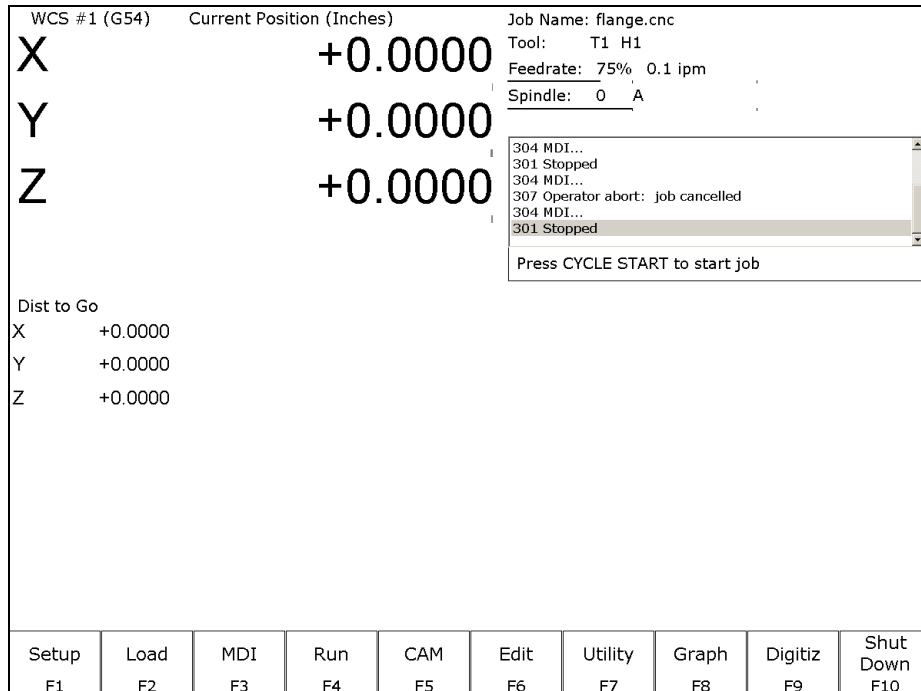 WCS #1 (G54) Current Position (Inches)
X +0.0000
Y +0.0000
Z +0.0000
Job Name: flange.cnc
Tool: T1 H1
Feedrate: 75% 0.1 ipm
Spindle: 0 A
304 MDI...
301 Stopped
304 MDI...
307 Operator abort: job cancelled
304 MDI...
301 Stopped
Press CYCLE START to start job
Dist to Go
X +0.0000
Y +0.0000
Z +0.0000
Setup Load MDI Run CAM Edit Utility Graph Digitiz Shut
Down
F1 F2 F3 F4 F5 F6 F7 F8 F9 F10